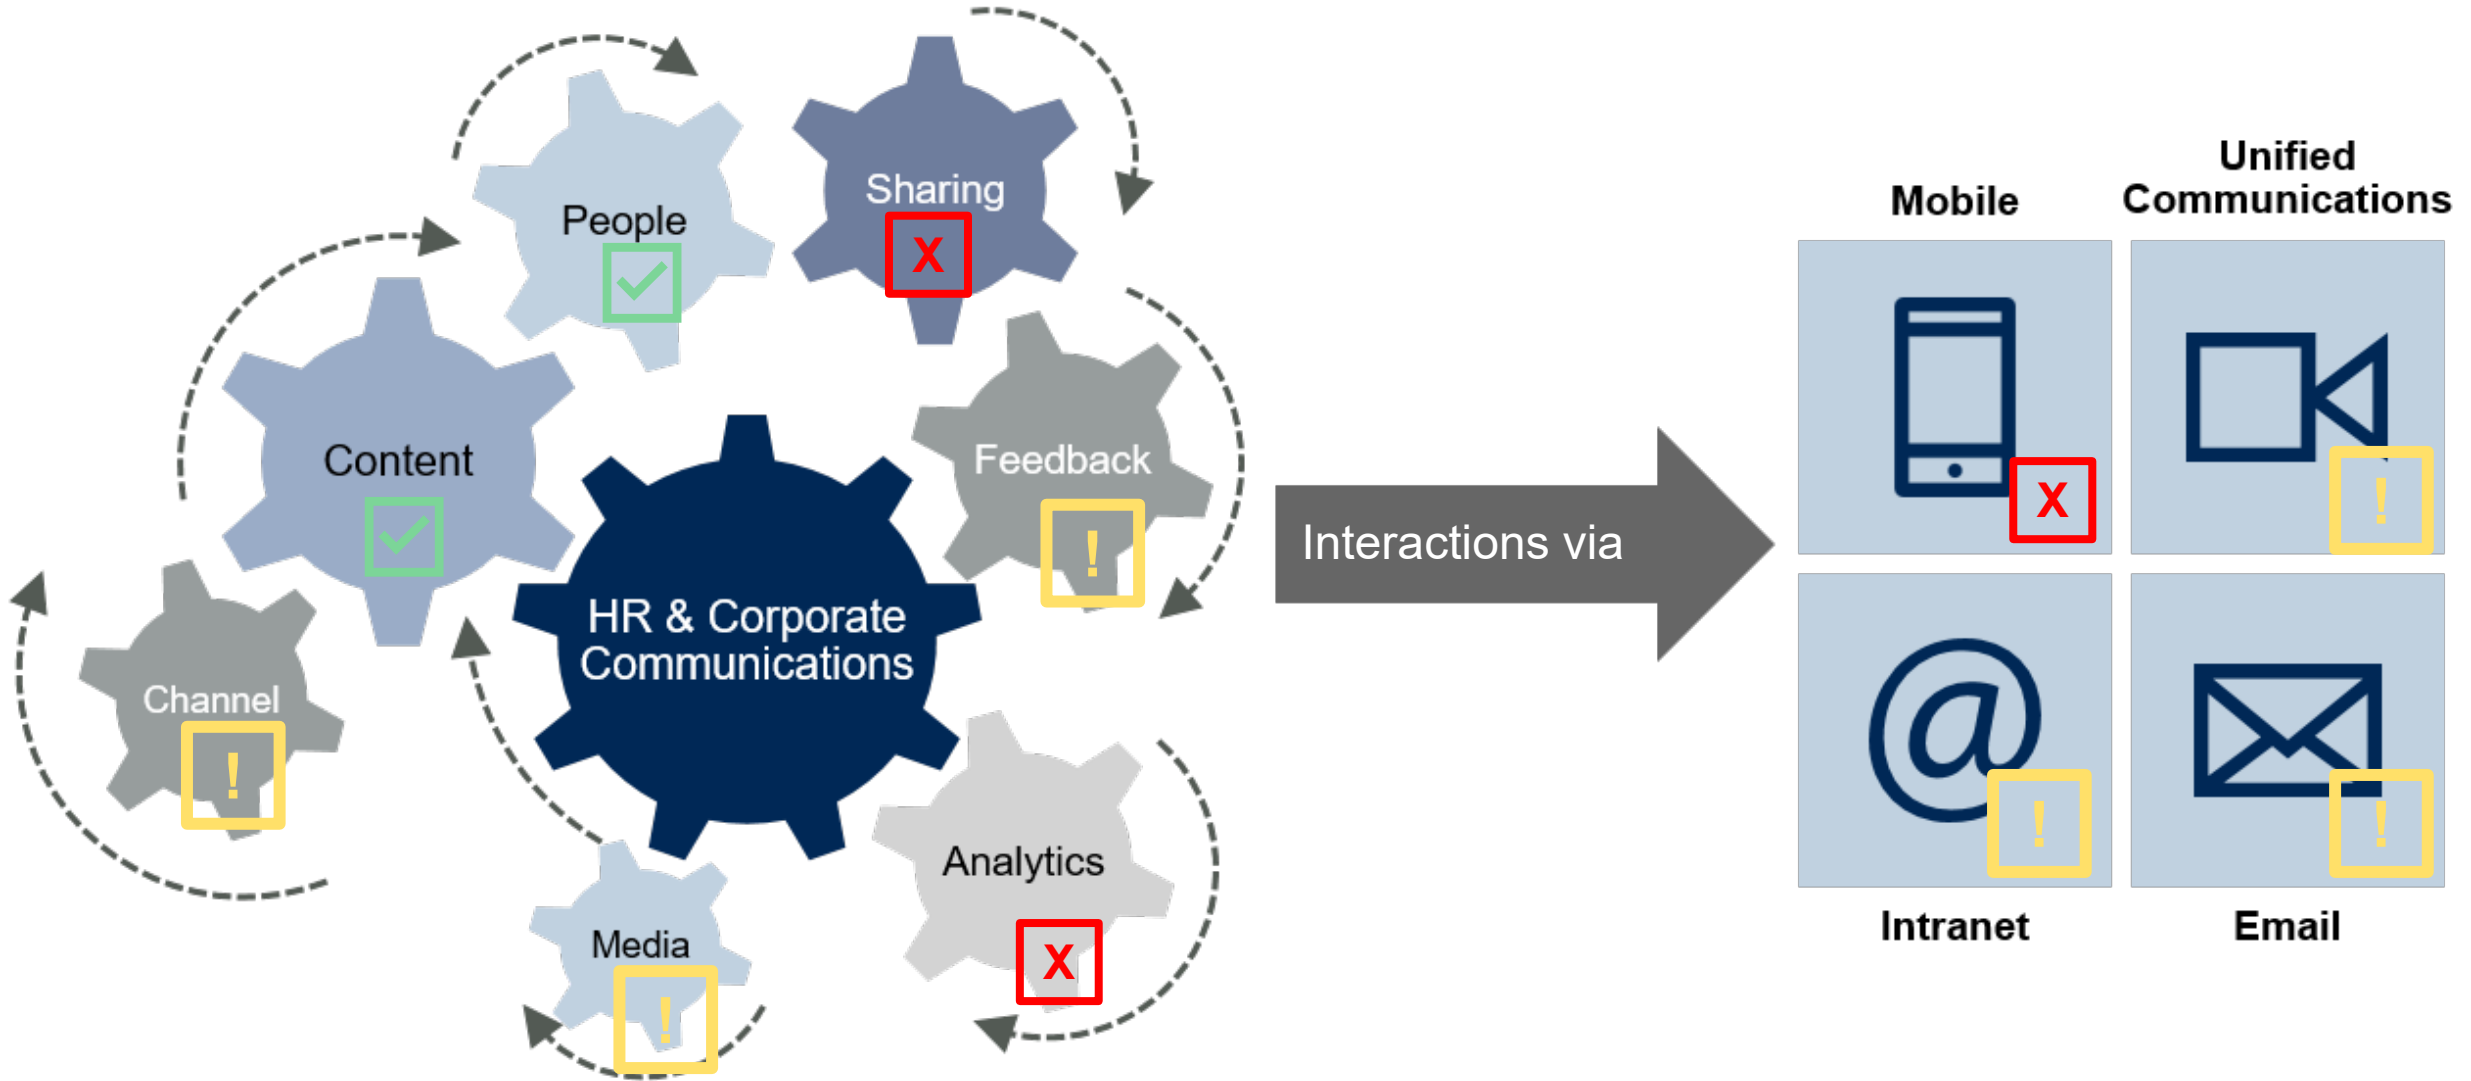 People
Sharing
X
Content
Feedback
!
HR & Corporate
Communications
Channel
!
Analytics
X
Media
!
Interactions via
Mobile
Unified
Communications
X
!
@
!
!
Intranet
Email